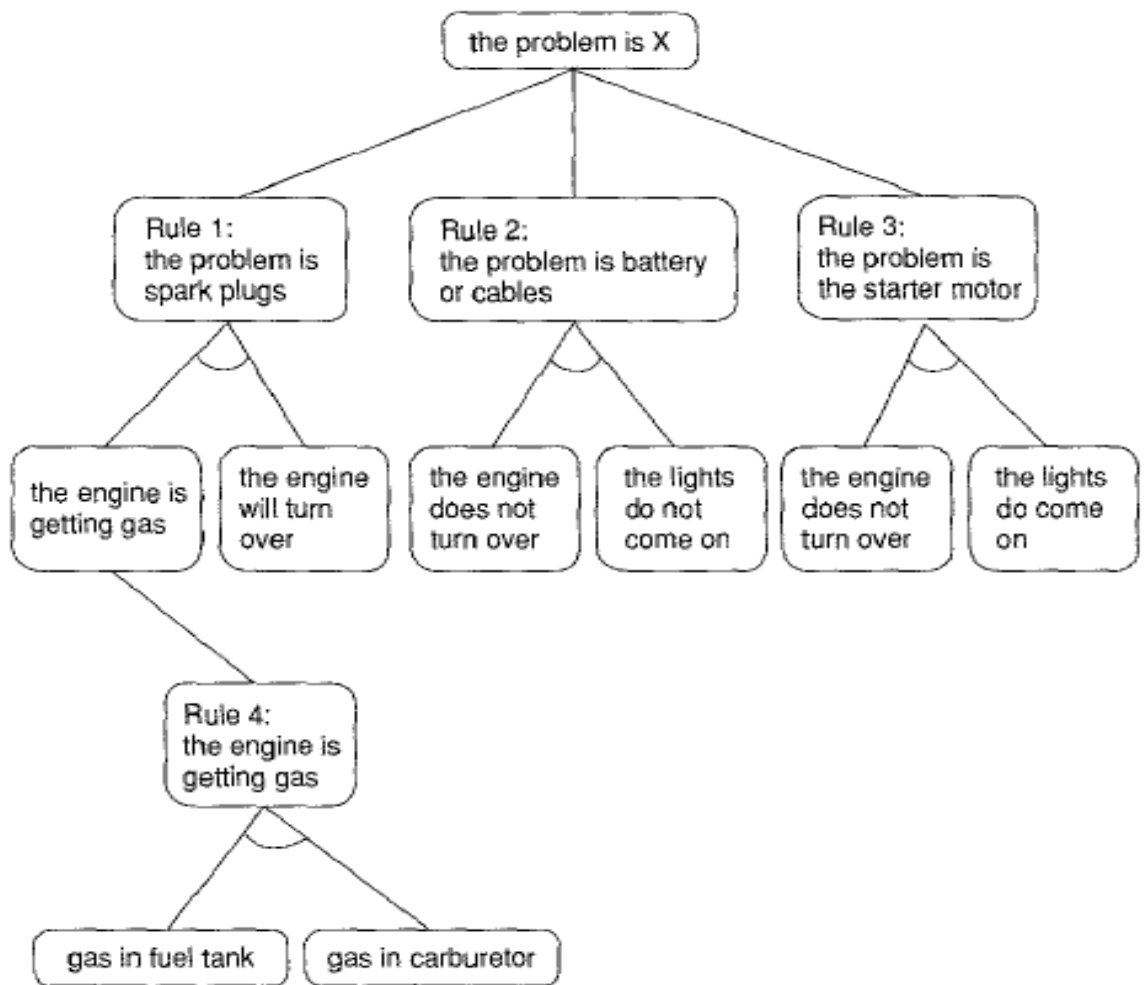 the problem is X
Rule 1:
the problem is
spark plugs
Rule 2:
the problem is battery
or cables
Rule 3:
the problem is
the starter motor
the engine is
getting gas
the engine
will turn
over
the engine
does not
turn over
the lights
do not
come on
the engine
does not
turn over
the lights
do come
on
Rule 4:
the engine is
getting gas
gas in fuel tank
gas in carburetor